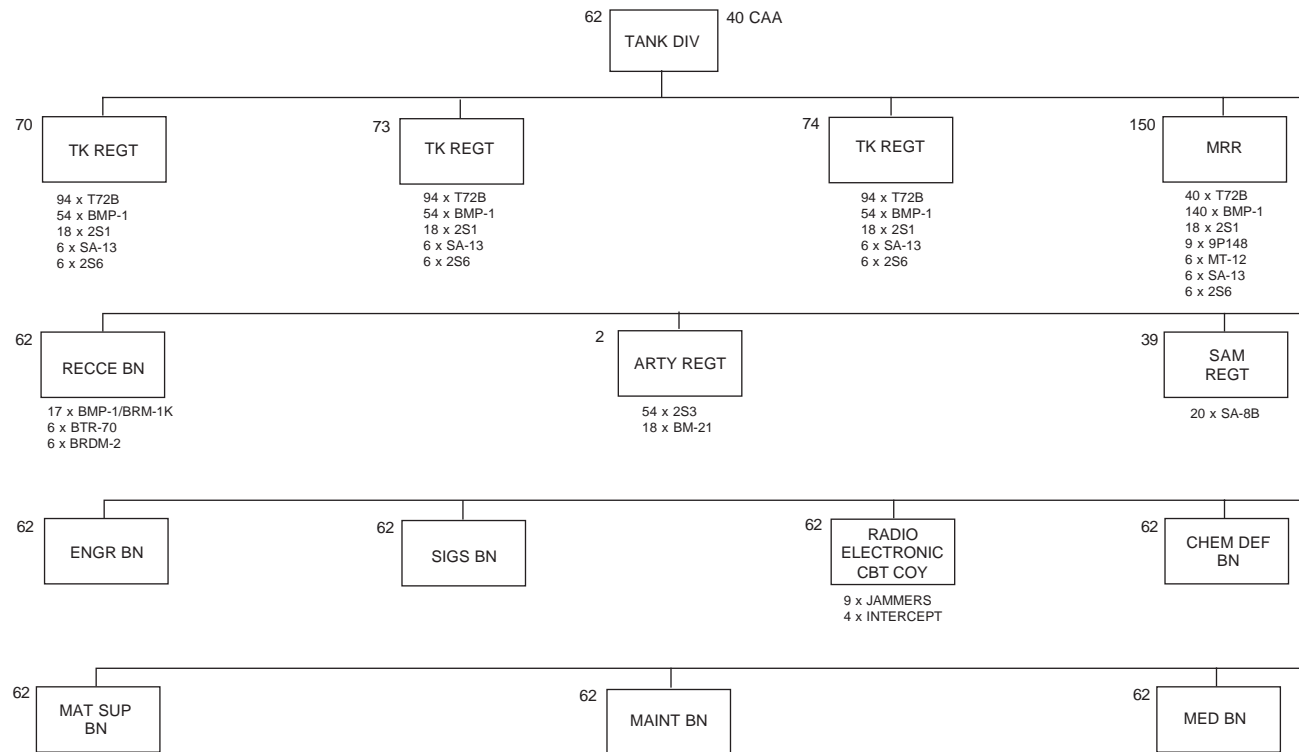 62
TANK DIV
40 CAA
70
TK REGT
94 x T72B
54 x BMP-1
18 x 2S1
6 x SA-13
6 x 2S6
73
TK REGT
94 x T72B
54 x BMP-1
18 x 2S1
6 x SA-13
6 x 2S6
74
TK REGT
94 x T72B
54 x BMP-1
18 x 2S1
6 x SA-13
6 x 2S6
150
MRR
40 x T72B
140 x BMP-1
18 x 2S1
9 x 9P148
6 x MT-12
6 x SA-13
6 x 2S6
62
RECCE BN
17 x BMP-1/BRM-1K
6 x BTR-70
6 x BRDM-2
2
ARTY REGT
54 x 2S3
18 x BM-21
39
SAM
REGT
20 x SA-8B
62
ENGR BN
62
SIGS BN
62
RADIO
ELECTRONIC
CBT COY
9 x JAMMERS
4 x INTERCEPT
62
CHEM DEF
BN
62
MAT SUP
BN
62
MAINT BN
62
MED BN